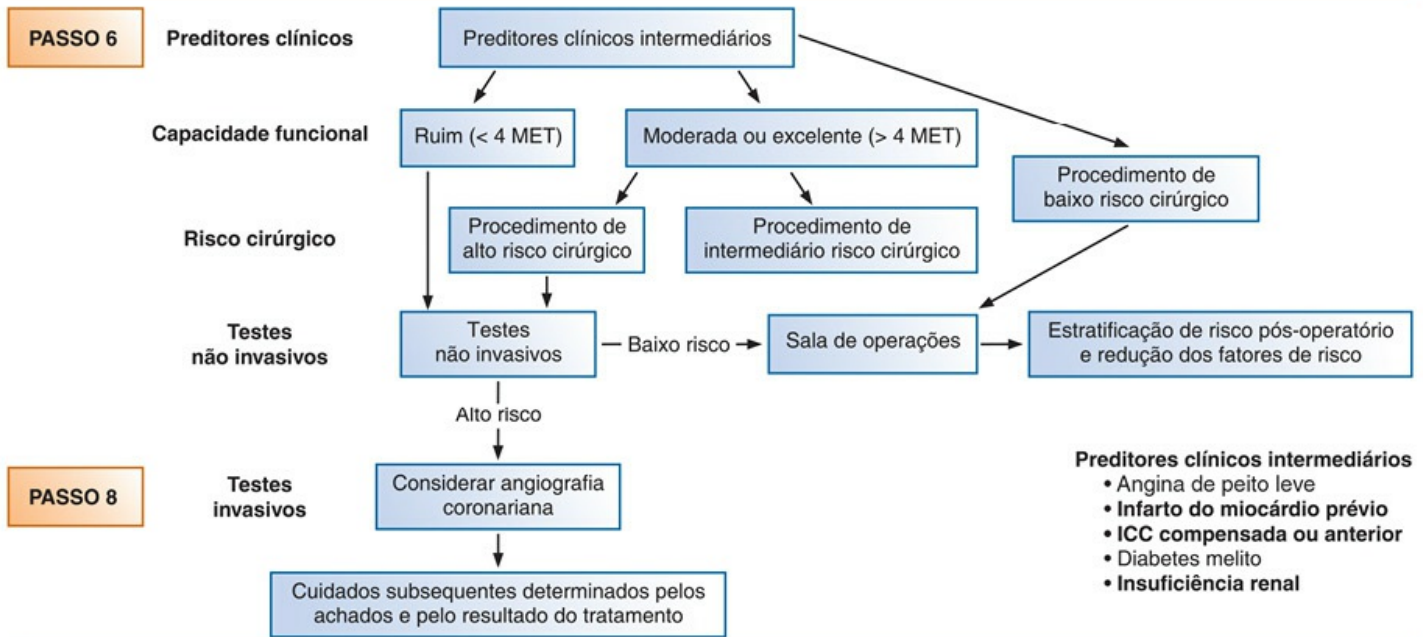 PASSO 6
Preditores clínicos
Preditores clínicos intermediários
Capacidade funcional
Ruim (< 4 MET)
Moderada ou excelente (> 4 MET)
Procedimento de
baixo risco cirúrgico
Risco cirúrgico
Procedimento de
alto risco cirúrgico
Procedimento de
intermediário risco cirúrgico
Testes
não invasivos
Testes
não invasivos
Baixo risco
Sala de operações
Estratificação de risco pós-operatório
e redução dos fatores de risco
Alto risco
PASSO 8
Testes
invasivos
Considerar angiografia
coronariana
Cuidados subsequentes determinados pelos
achados e pelo resultado do tratamento
Preditores clínicos intermediários
• Angina de peito leve
• Infarto do miocárdio prévio
• ICC compensada ou anterior
• Diabetes melito
• Insuficiência renal